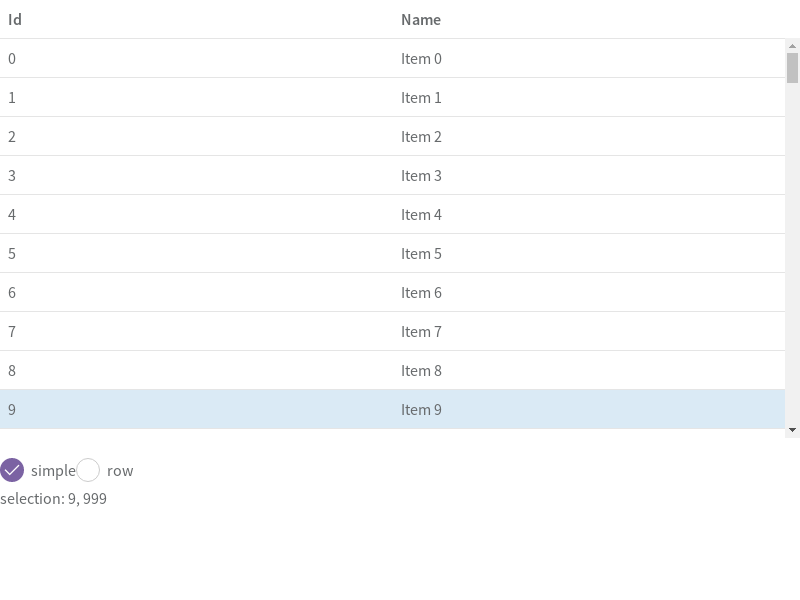 Id Name
0 Item 0
1 Item 1
2 Item 2
3 Item 3
4 Item 4
5 Item 5
6 Item 6
7 Item 7
8 Item 8
9 Item 9
simple row
selection: 9, 999